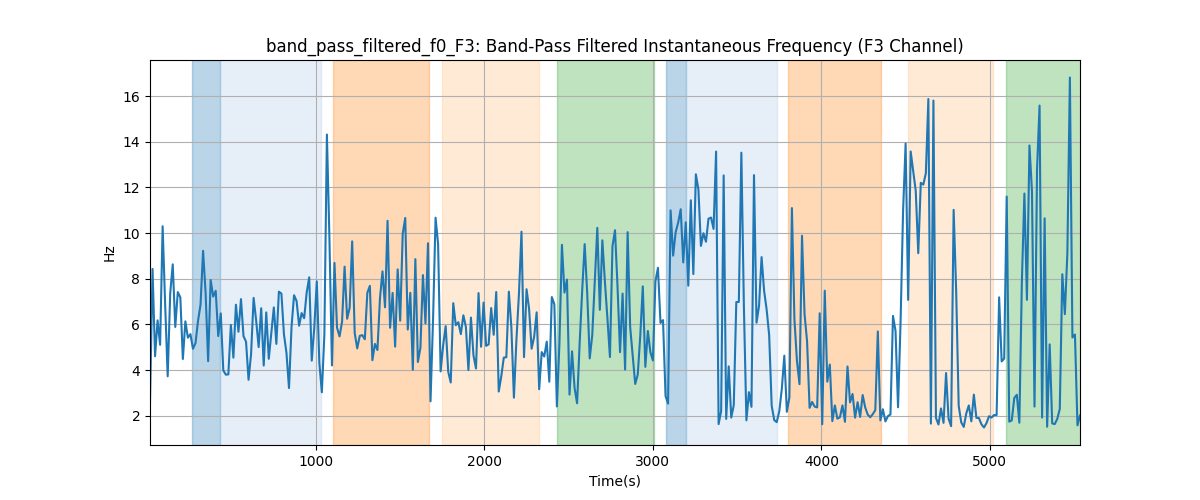 band_pass_filtered_f0_F3: Band-Pass Filtered Instantaneous Frequency (F3 Channel)
16
14
12
10
8
6
4
2
Hz
1000 2000 3000 4000 5000
Time(s)